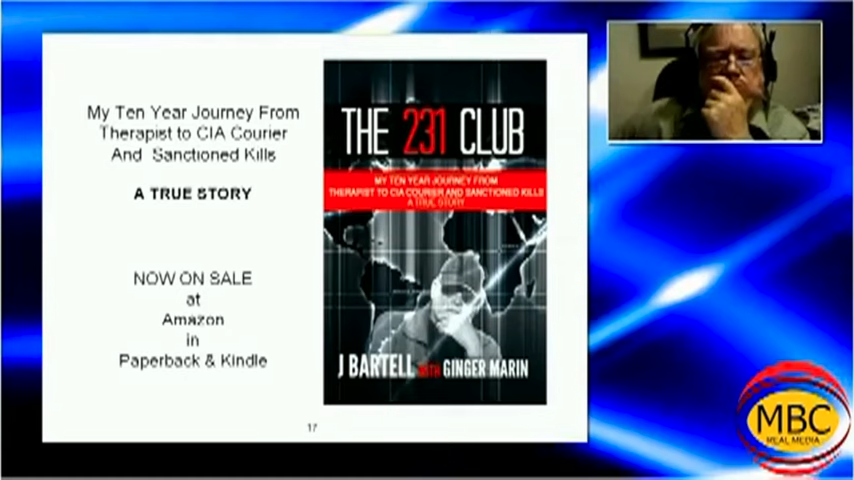 My Ten Year Journey From
Therapist to CIA Courier
And Sanctioned Kills
A TRUE STORY
NOW ON SALE
at
Amazon
in
Paperback & Kindle
THE 231 CLUB
MY TEN YEAR JOURNEY FROM
THERAPIST TO CIA COURIER AND SANCTIONED KILLS
A TRUE STORY
J BARTELL WITH GINGER MARIN
17
MBC
REAL MEDIA